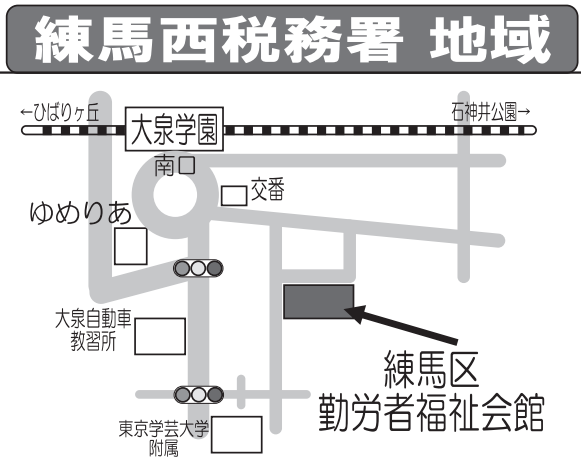 練馬西税務署 地域
←ひばりヶ丘
石神井公園→
大泉学園
南口
交番
ゆめりあ
大泉自動車
教習所
練馬区
勤労者福祉会館
東京学芸大学
附属